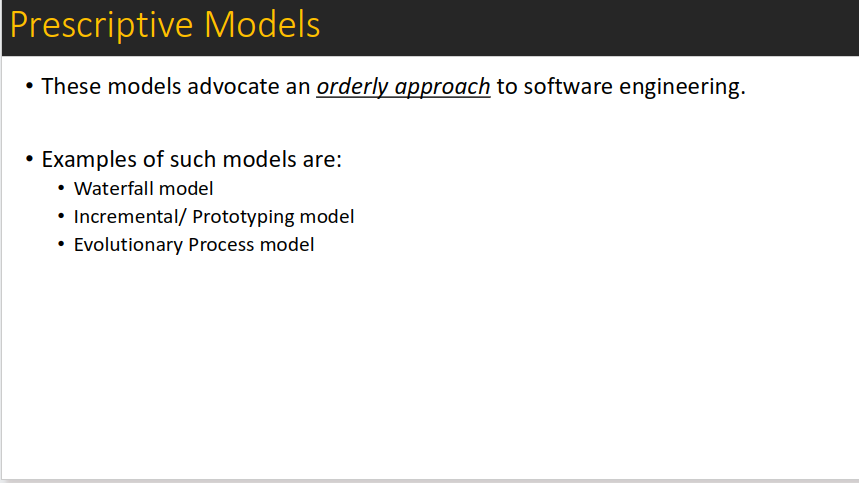 Prescriptive Models
• These models advocate an orderly approach to software engineering.
• Examples of such models are:
• Waterfall model
• Incremental/ Prototyping model
• Evolutionary Process model